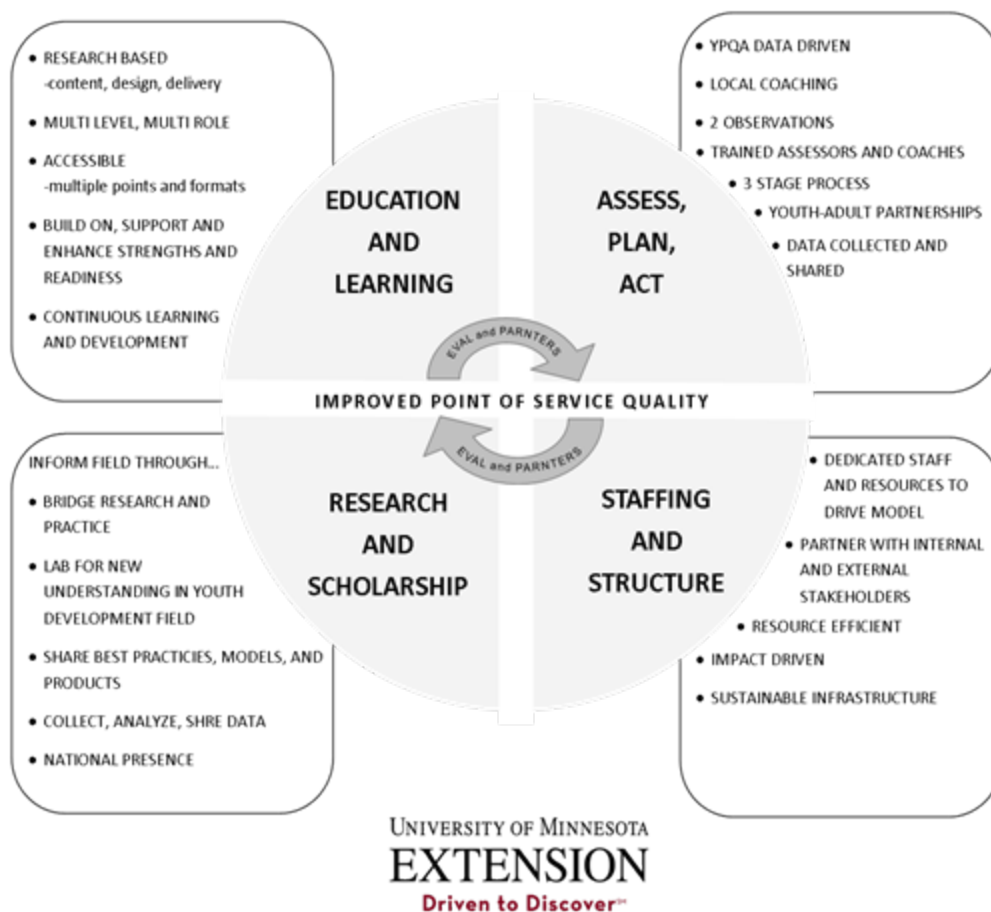 • RESEARCH BASED
-content, design, delivery
• MULTI LEVEL, MULTI ROLE
• ACCESSIBLE
-multiple points and formats
• BUILD ON, SUPPORT AND
ENHANCE STRENGTHS AND
READINESS
• CONTINUOUS LEARNING
AND DEVELOPMENT
EDUCATION
AND
LEARNING
ASSESS,
PLAN,
ACT
• YPQA DATA DRIVEN
• LOCAL COACHING
• 2 OBSERVATIONS
• TRAINED ASSESSORS AND COACHES
• 3 STAGE PROCESS
• YOUTH-ADULT PARTNERSHIPS
• DATA COLLECTED AND
SHARED
EVAL and PARNTERS
IMPROVED POINT OF SERVICE QUALITY
EVAL and PARNTERS
INFORM FIELD THROUGH...
• BRIDGE RESEARCH AND
PRACTICE
• LAB FOR NEW
UNDERSTANDING IN YOUTH
DEVELOPMENT FIELD
• SHARE BEST PRACTICIES, MODELS, AND
PRODUCTS
• COLLECT, ANALYZE, SHRE DATA
• NATIONAL PRESENCE
RESEARCH
AND
SCHOLARSHIP
STAFFING
AND
STRUCTURE
• DEDICATED STAFF
AND RESOURCES TO
DRIVE MODEL
• PARTNER WITH INTERNAL
AND EXTERNAL
STAKEHOLDERS
• RESOURCE EFFICIENT
• IMPACT DRIVEN
• SUSTAINABLE INFRASTRUCTURE
UNIVERSITY OF MINNESOTA
EXTENSION
Driven to Discover℠